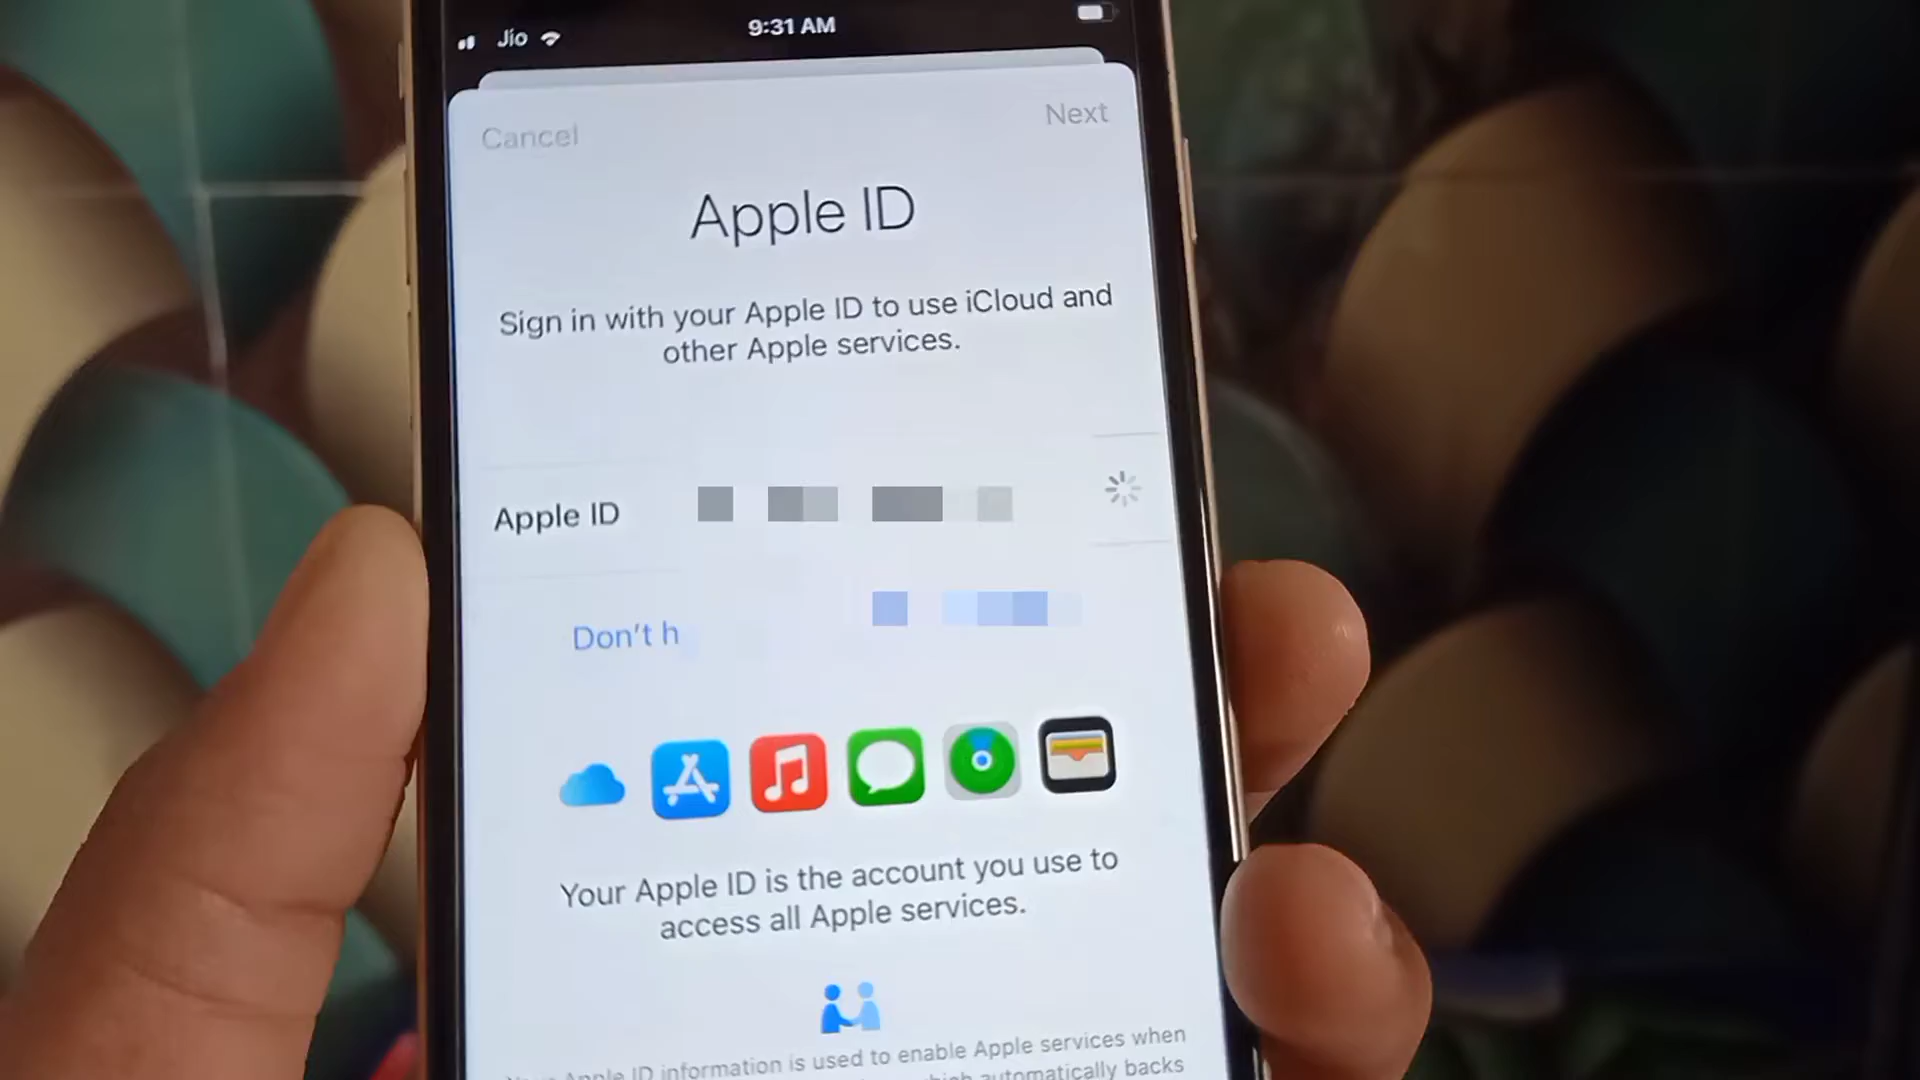 Jio 9:31 AM
Cancel Next
Apple ID
Sign in with your Apple ID to use iCloud and
other Apple services.
Apple ID
Don't h
Your Apple ID is the account you use to
access all Apple services.
Apple ID information is used to enable Apple services when
automatically backs